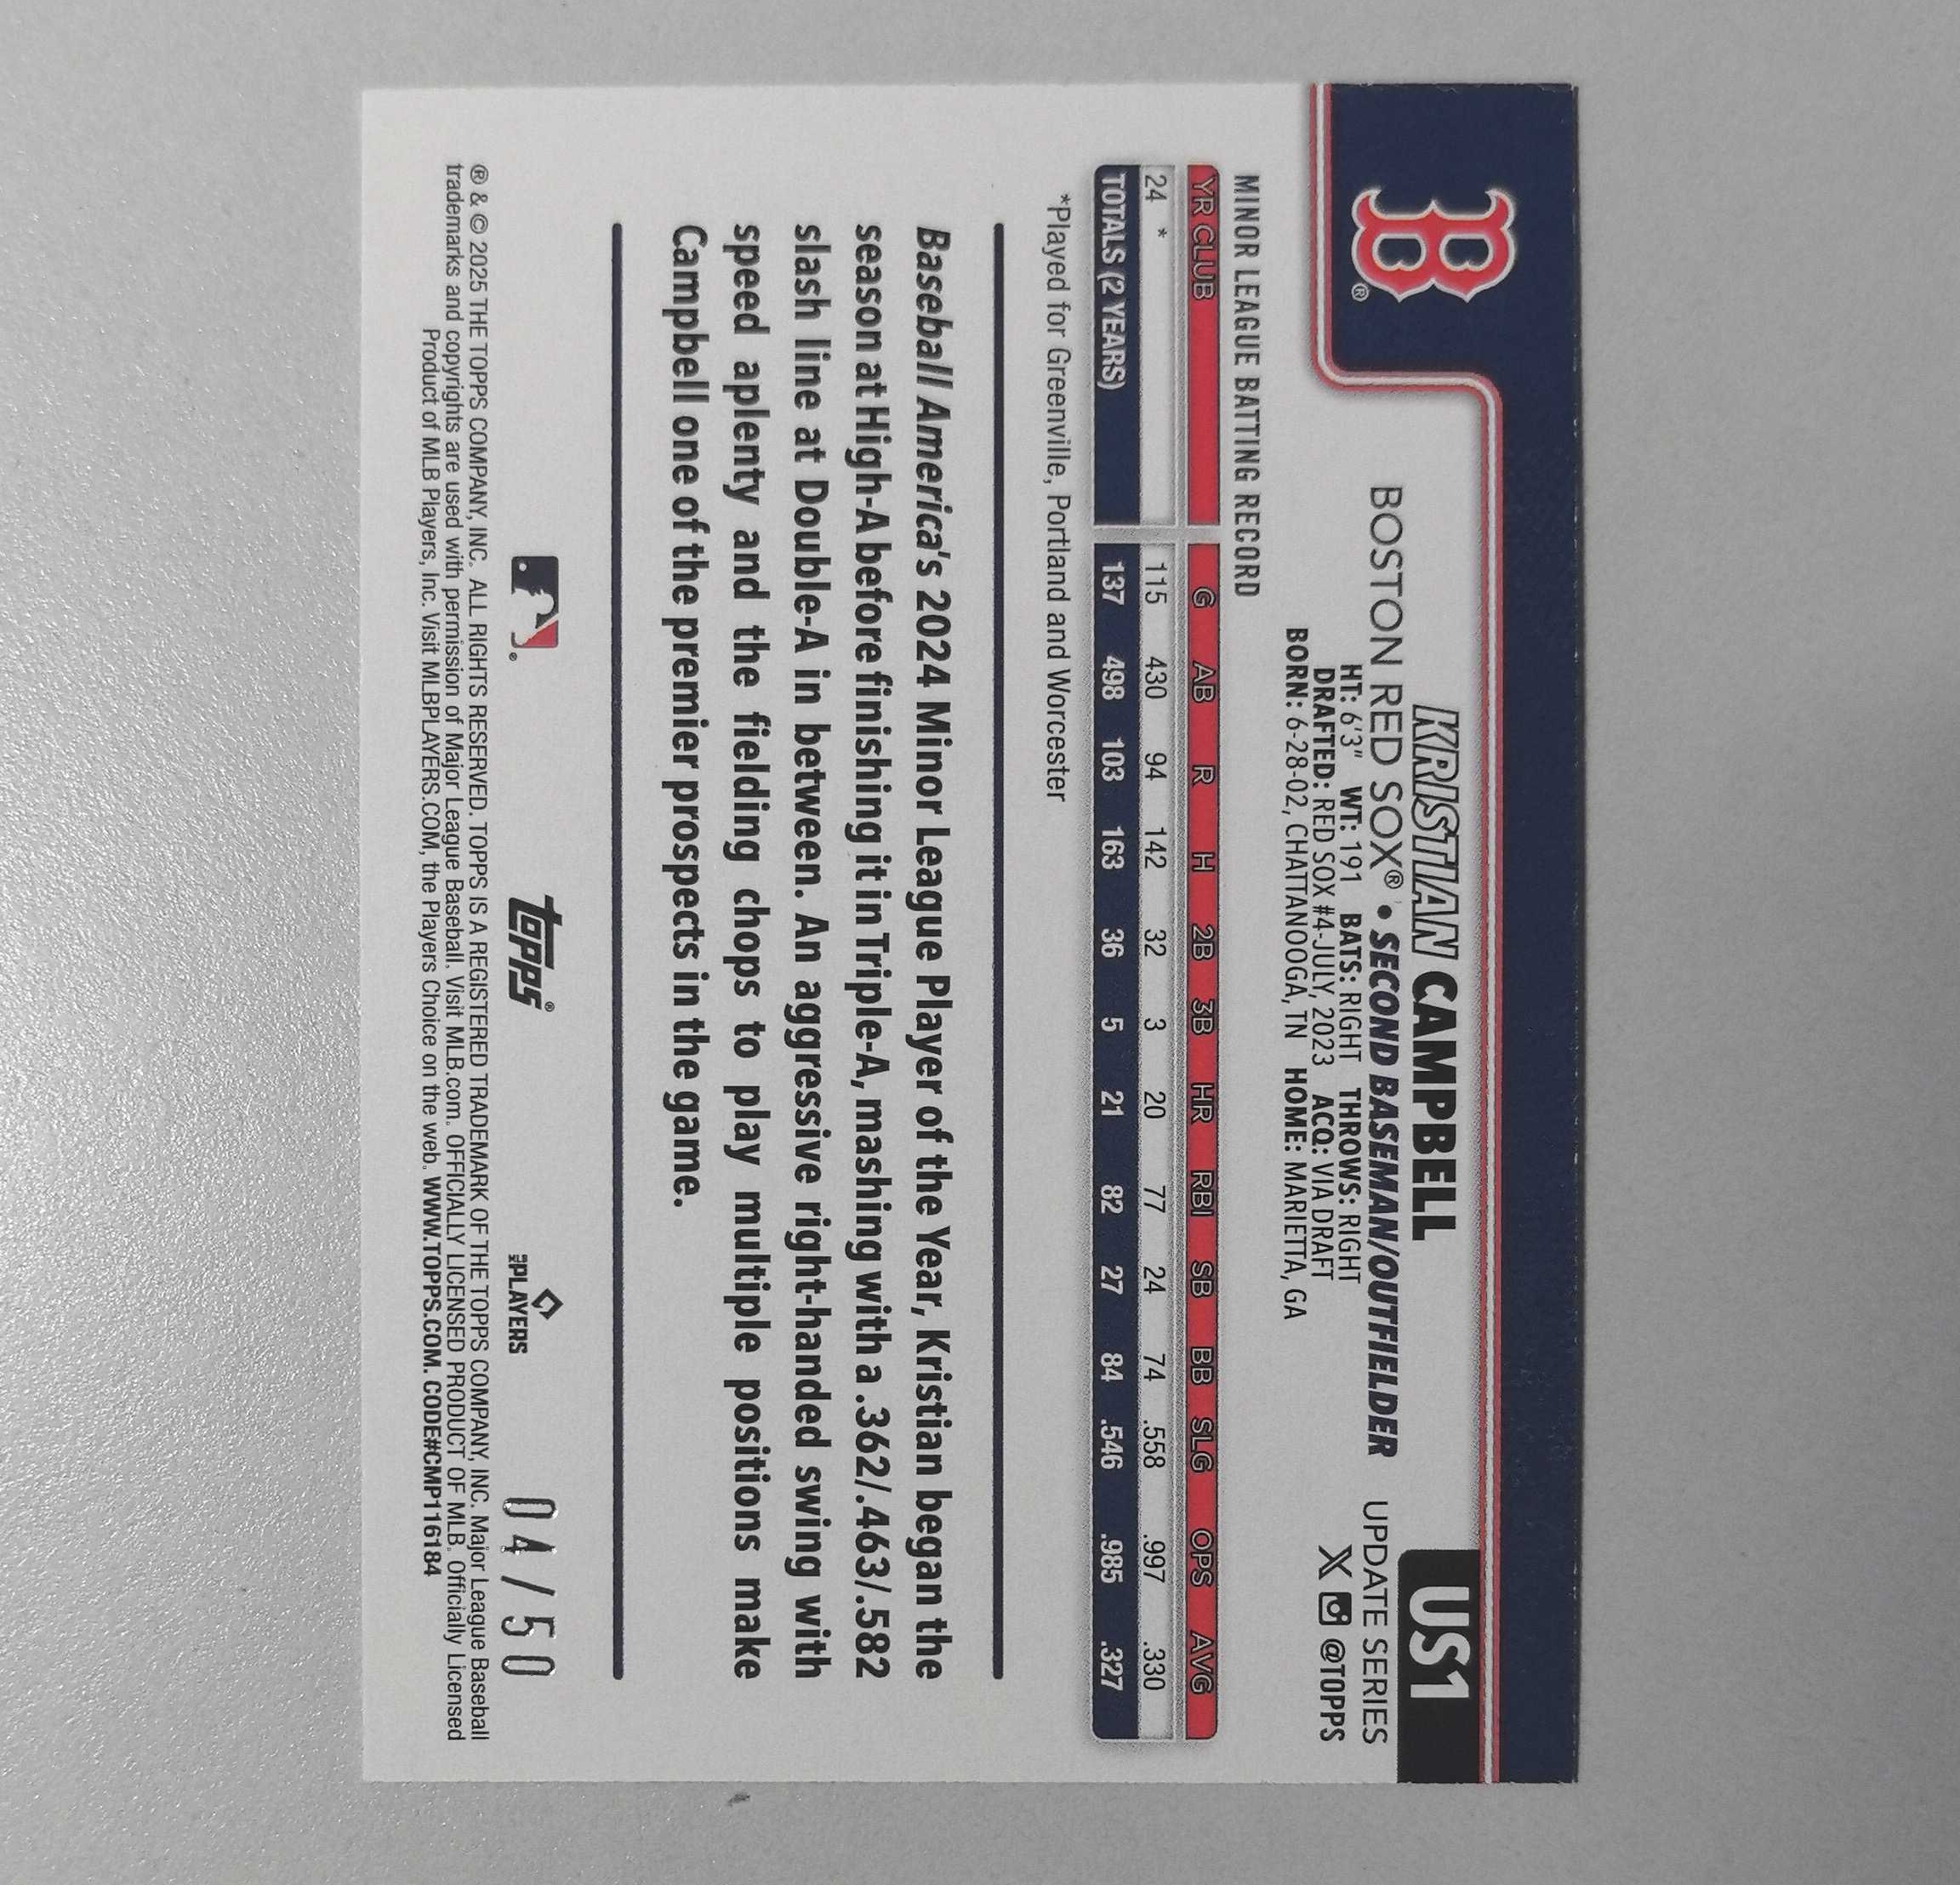 B®
US1
KRISTIAN CAMPBELL
BOSTON RED SOX® • SECOND BASEMAN/OUTFIELDER
UPDATE SERIES
HT: 6'3" WT: 191 BATS: RIGHT THROWS: RIGHT
@TOPPS
DRAFTED: RED SOX #4-JULY, 2023 ACQ: VIA DRAFT
BORN: 6-28-02, CHATTANOOGA, TN HOME: MARIETTA, GA
MINOR LEAGUE BATTING RECORD
YR CLUB G AB R H 2B 3B HR RBI SB BB SLG OPS AVG
24 * 115 430 94 142 32 3 20 77 24 74 .558 .997 .330
TOTALS (2 YEARS) 137 498 103 163 36 5 21 82 27 84 .546 .985 .327
*Played for Greenville, Portland and Worcester
Baseball America's 2024 Minor League Player of the Year, Kristian began the
season at High-A before finishing it in Triple-A, mashing with a .362/.463/.582
slash line at Double-A in between. An aggressive right-handed swing with
speed aplenty and the fielding chops to play multiple positions make
Campbell one of the premier prospects in the game.
®
topps®
MLB PLAYERS
04/50
® & © 2025 THE TOPPS COMPANY, INC. ALL RIGHTS RESERVED. TOPPS IS A REGISTERED TRADEMARK OF THE TOPPS COMPANY, INC. Major League Baseball
trademarks and copyrights are used with permission of Major League Baseball. Visit MLB.com. OFFICIALLY LICENSED PRODUCT OF MLB. Officially Licensed
Product of MLB Players, Inc. Visit MLBPLAYERS.COM, the Players Choice on the web. WWW.TOPPS.COM. CODE#CMP116184